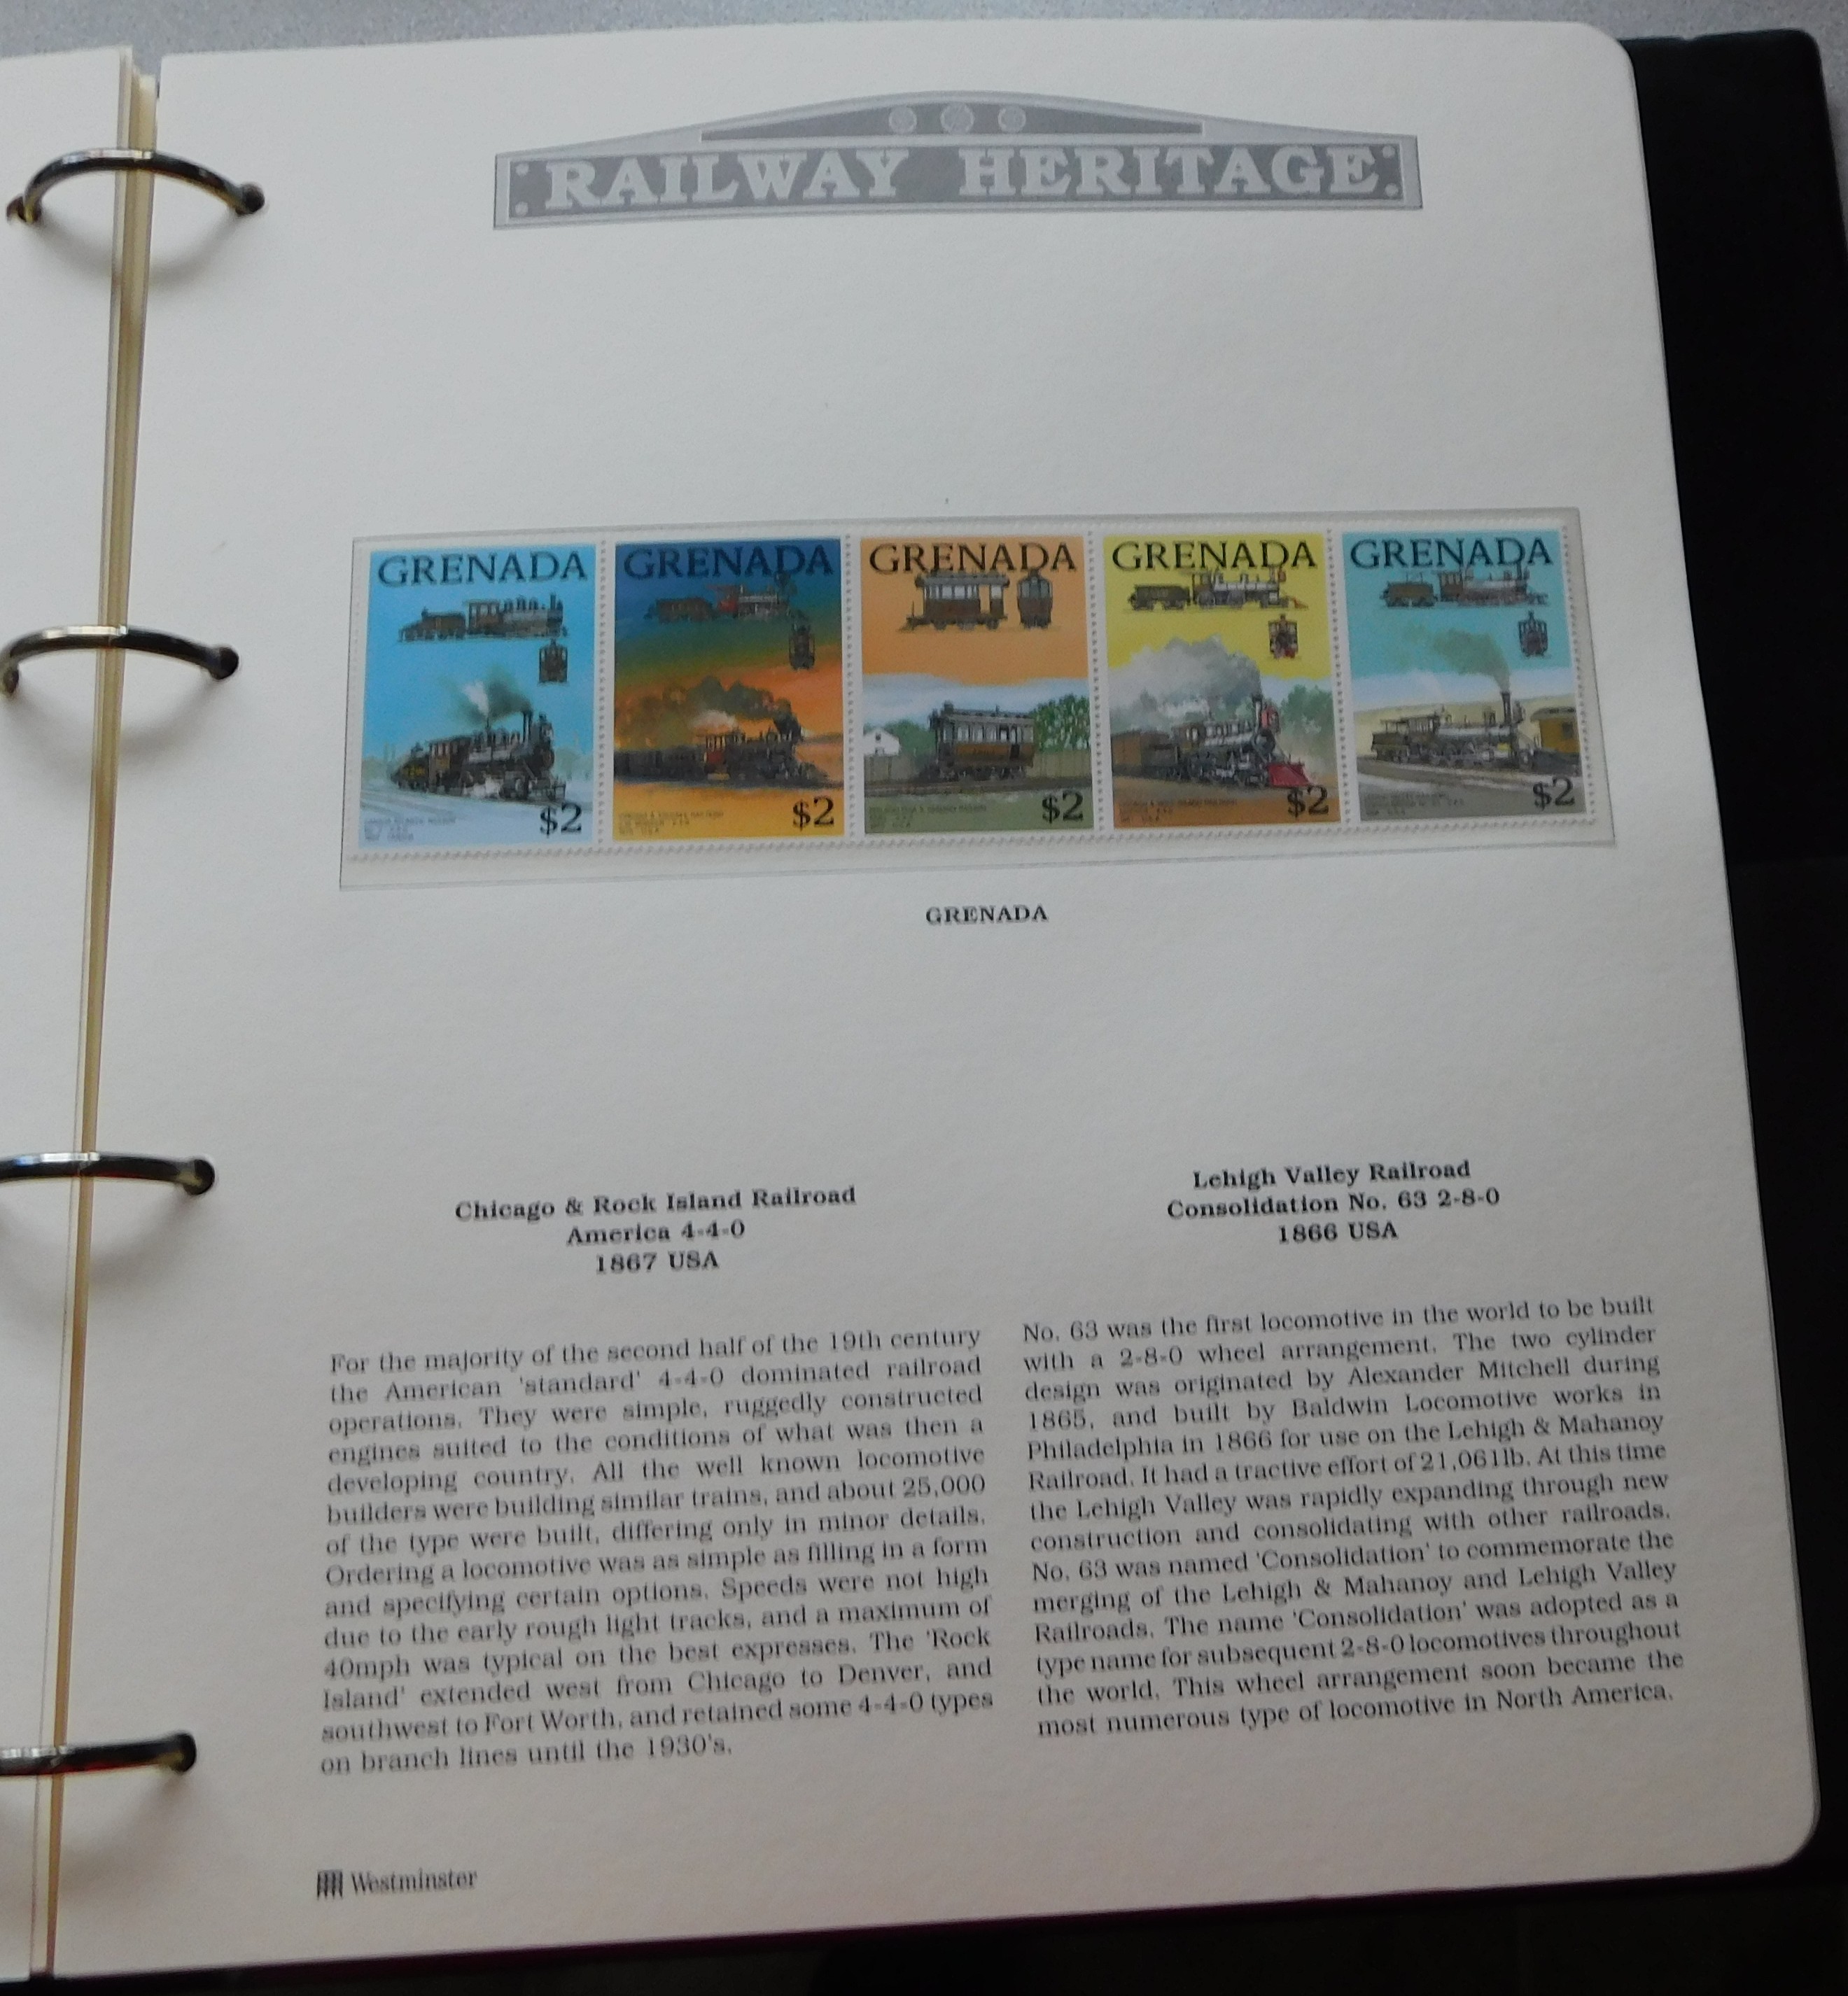 RAILWAY HERITAGE
GRENADA
GRENADA
GRENADA
GRENADA
GRENADA
$2
$2
$2
$2
$2
GRENADA
Chicago & Rock Island Railroad
America 4-4-0
1867 USA
For the majority of the second half of the 19th century
the American 'standard' 4-4-0 dominated railroad
operations. They were simple, ruggedly constructed
engines suited to the conditions of what was then a
developing country. All the well known locomotive
builders were building similar trains, and about 25,000
of the type were built, differing only in minor details.
Ordering a locomotive was as simple as filling in a form
and specifying certain options. Speeds were not high
due to the early rough light tracks, and a maximum of
40mph was typical on the best expresses. The 'Rock
Island' extended west from Chicago to Denver, and
southwest to Fort Worth, and retained some 4-4-0 types
on branch lines until the 1930's.
Lehigh Valley Railroad
Consolidation No. 63 2-8-0
1866 USA
No. 63 was the first locomotive in the world to be built
with a 2-8-0 wheel arrangement. The two cylinder
design was originated by Alexander Mitchell during
1865, and built by Baldwin Locomotive works in
Philadelphia in 1866 for use on the Lehigh & Mahanoy
Railroad. It had a tractive effort of 21,061lb. At this time
the Lehigh Valley was rapidly expanding through new
construction and consolidating with other railroads.
No. 63 was named 'Consolidation' to commemorate the
merging of the Lehigh & Mahanoy and Lehigh Valley
Railroads. The name 'Consolidation' was adopted as a
type name for subsequent 2-8-0 locomotives throughout
the world. This wheel arrangement soon became the
most numerous type of locomotive in North America.
Westminster